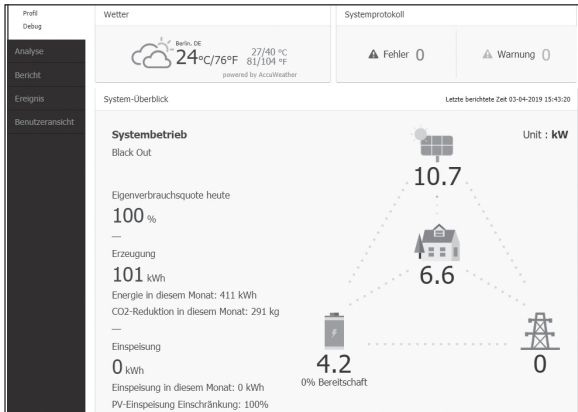 Profil
Debug
Analyse
Bericht
Ereignis
Benutzeransicht
Wetter
Berlin, DE
24°C/76°F
27/40 °C
81/104 °F
powered by AccuWeather
Systemprotokoll
Fehler 0
Warnung 0
System-Überblick
Letzte berichtete Zeit 03-04-2019 15:43:20
Systembetrieb
Black Out
Unit : kW
Eigenverbrauchsquote heute
100 %
Erzeugung
101 kWh
Energie in diesem Monat: 411 kWh
CO2-Reduktion in diesem Monat: 291 kg
Einspeisung
0 kWh
Einspeisung in diesem Monat: 0 kWh
PV-Einspeisung Einschränkung: 100%
10.7
6.6
4.2
0% Bereitschaft
0